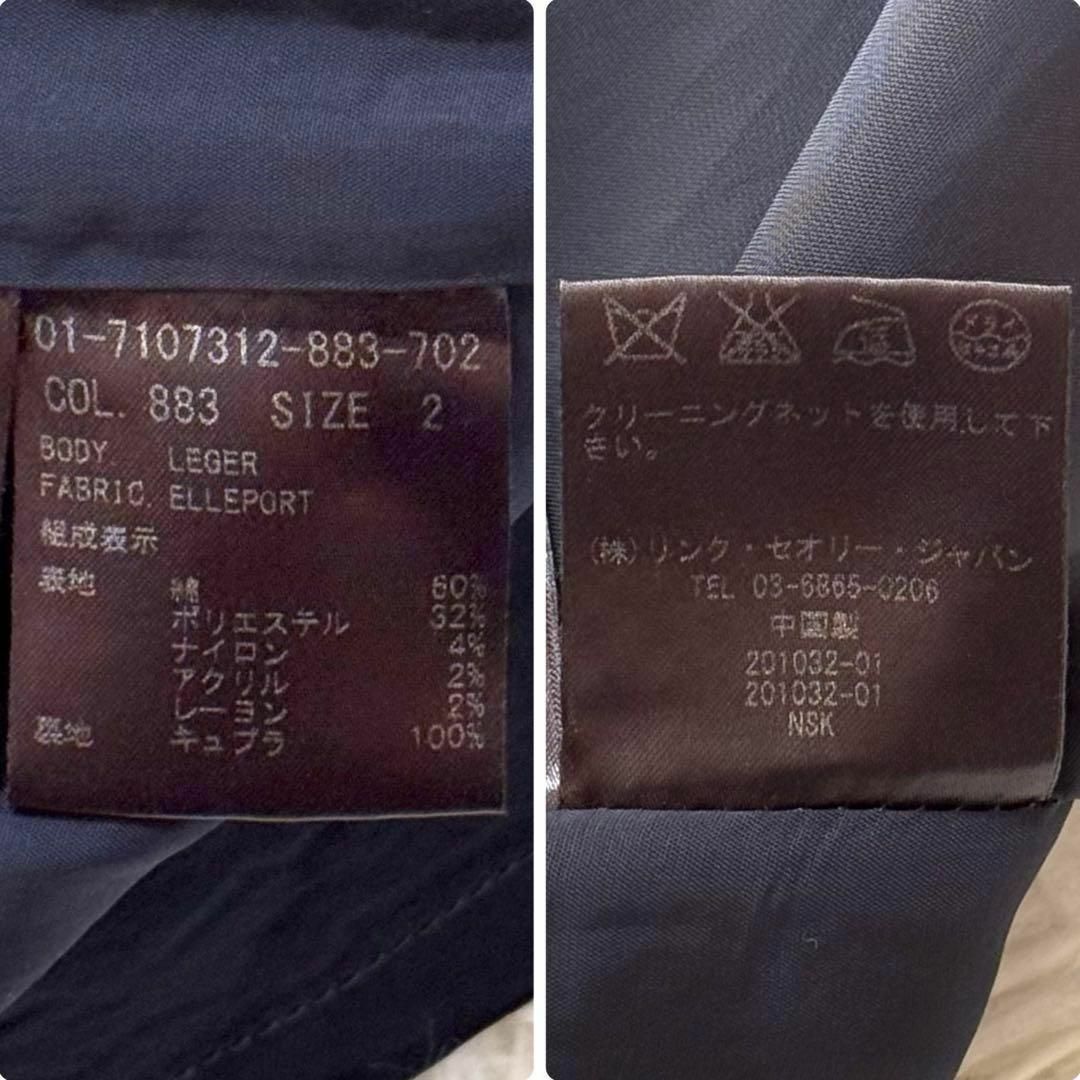 01-7107312-883-702
COL. 883 SIZE 2
BODY. LEGER
FABRIC. ELLEPORT
組成表示
表地 綿 60%
ポリエステル 32%
ナイロン 4%
アクリル 2%
レーヨン 2%
裏地 キュプラ 100%
クリーニングネットを使用して下
さい。
(株)リンク・セオリー・ジャパン
TEL 03-6865-0206
中国製
201032-01
201032-01
NSK